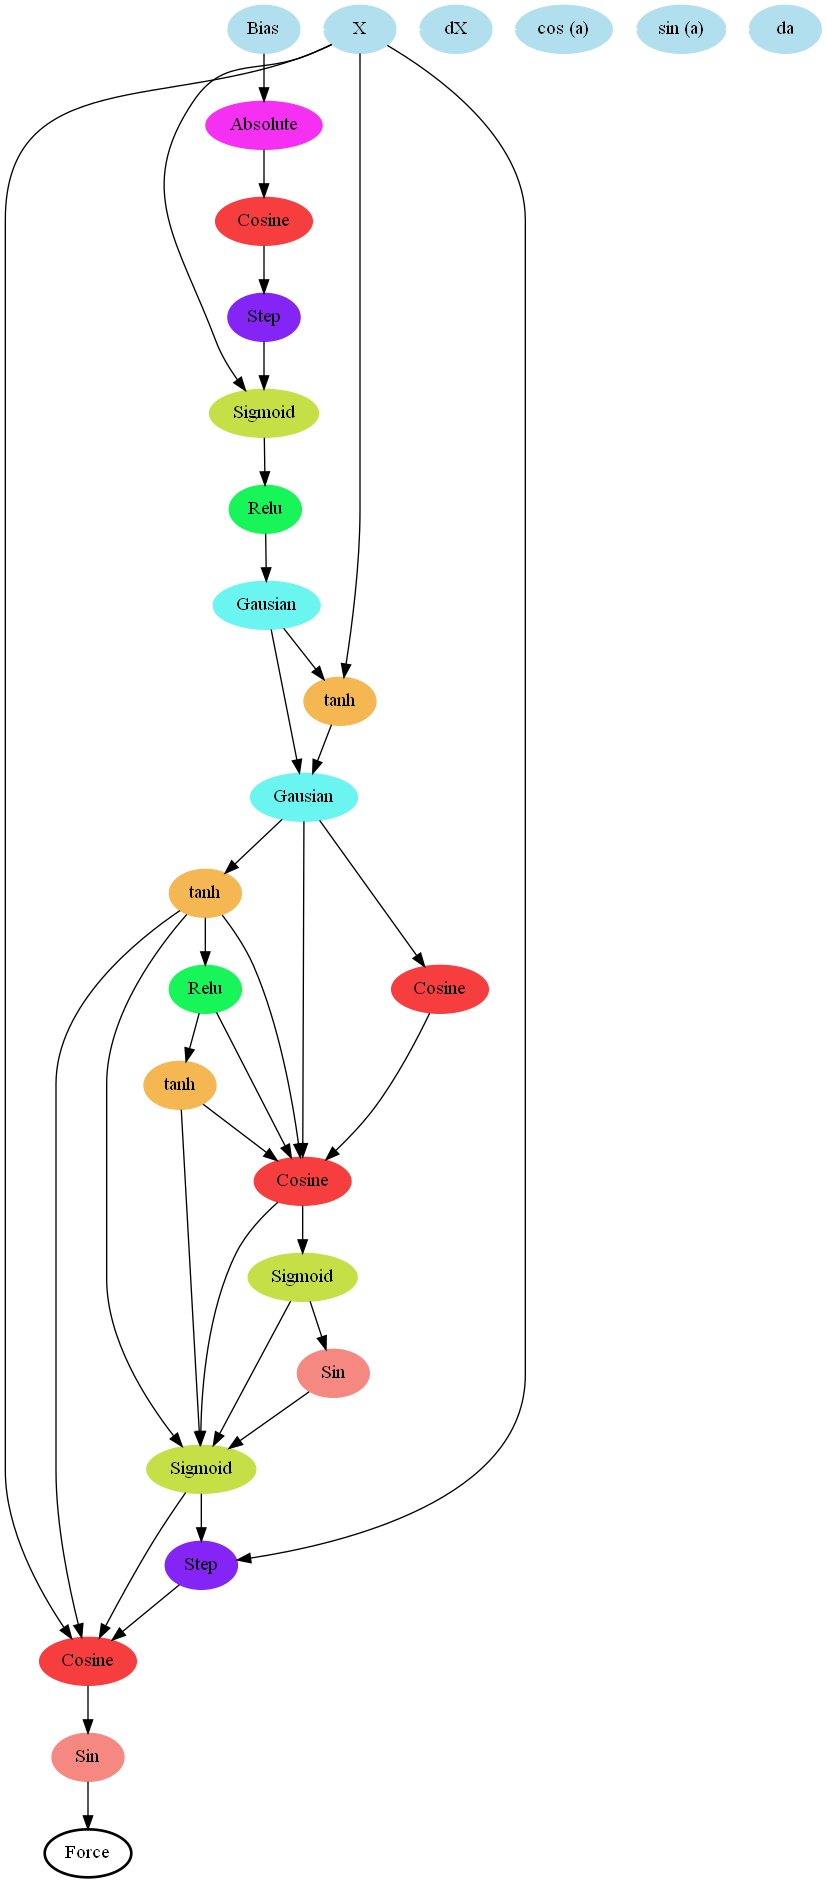 Bias
X
dX
cos (a)
sin (a)
da
Absolute
Cosine
Step
Sigmoid
Relu
Gausian
tanh
Gausian
tanh
Relu
Cosine
tanh
Cosine
Sigmoid
Sin
Sigmoid
Step
Cosine
Sin
Force